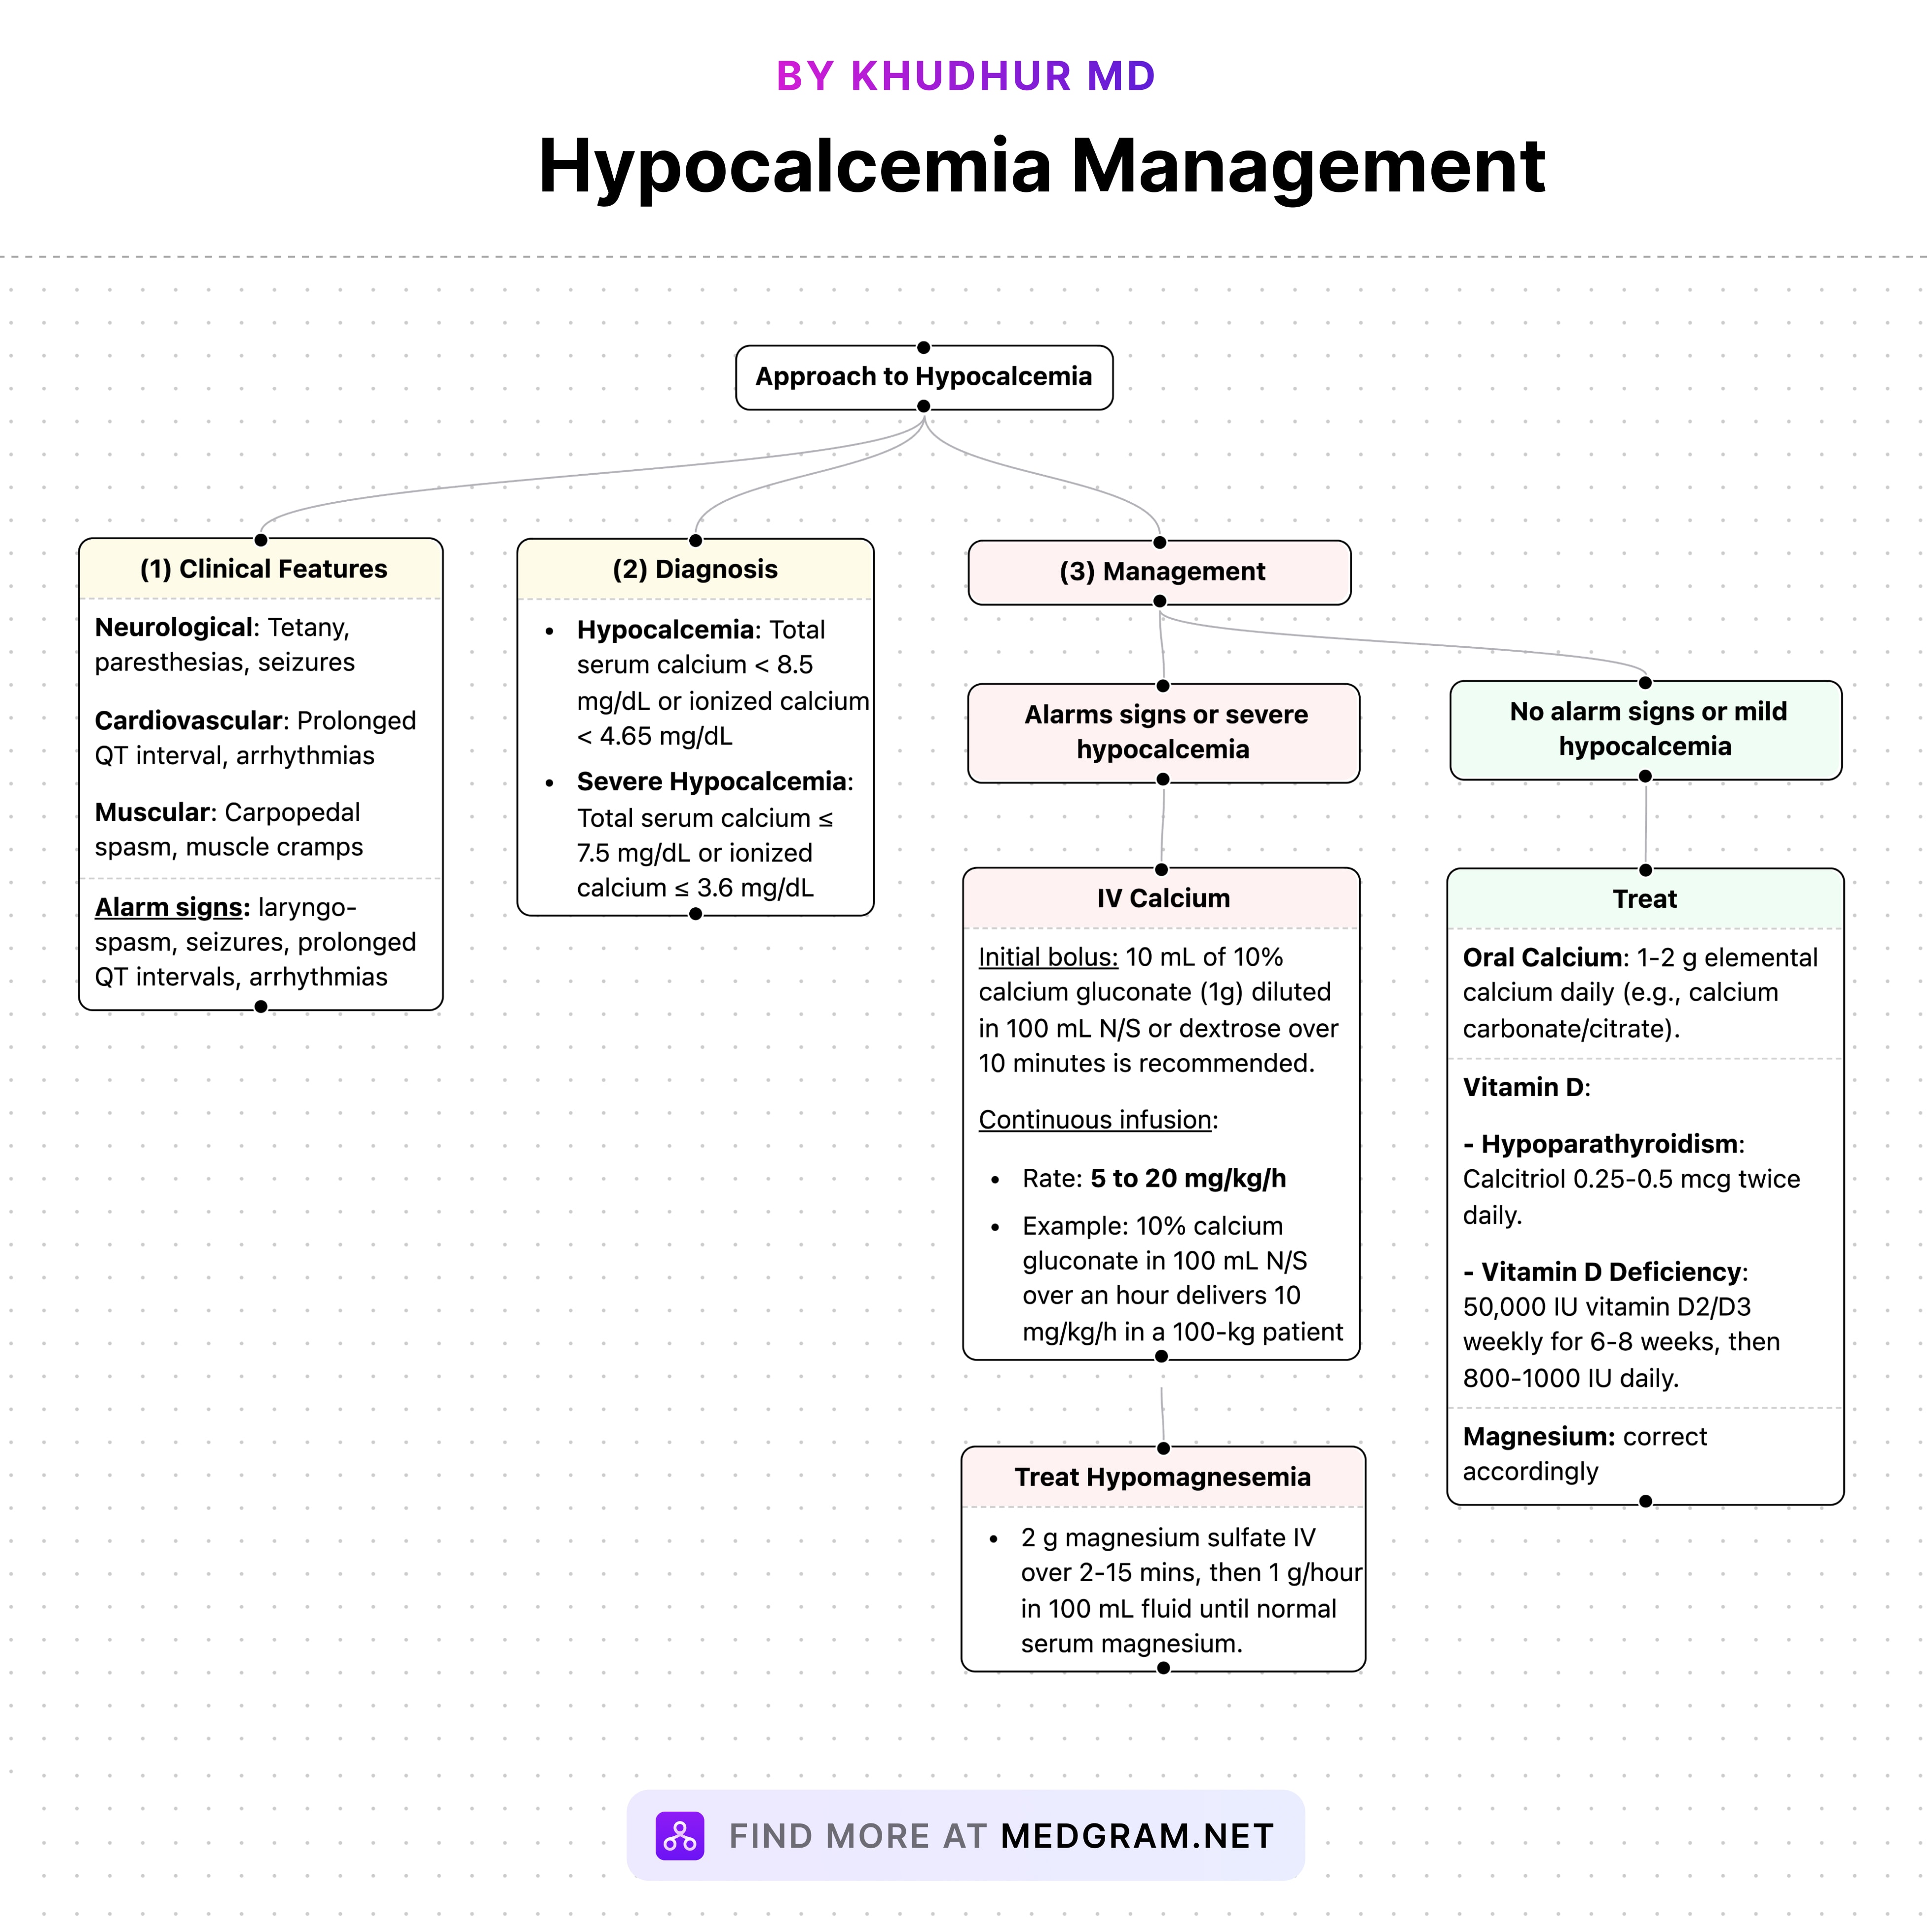 BY KHUDHUR MD
Hypocalcemia Management
Approach to Hypocalcemia
(1) Clinical Features
Neurological: Tetany,
paresthesias, seizures
Cardiovascular: Prolonged
QT interval, arrhythmias
Muscular: Carpopedal
spasm, muscle cramps
Alarm signs: laryngo-
spasm, seizures, prolonged
QT intervals, arrhythmias
(2) Diagnosis
• Hypocalcemia: Total
serum calcium < 8.5
mg/dL or ionized calcium
< 4.65 mg/dL
• Severe Hypocalcemia:
Total serum calcium ≤
7.5 mg/dL or ionized
calcium ≤ 3.6 mg/dL
(3) Management
Alarms signs or severe
hypocalcemia
IV Calcium
Initial bolus: 10 mL of 10%
calcium gluconate (1g) diluted
in 100 mL N/S or dextrose over
10 minutes is recommended.
Continuous infusion:
• Rate: 5 to 20 mg/kg/h
• Example: 10% calcium
gluconate in 100 mL N/S
over an hour delivers 10
mg/kg/h in a 100-kg patient
Treat Hypomagnesemia
• 2 g magnesium sulfate IV
over 2-15 mins, then 1 g/hour
in 100 mL fluid until normal
serum magnesium.
No alarm signs or mild
hypocalcemia
Treat
Oral Calcium: 1-2 g elemental
calcium daily (e.g., calcium
carbonate/citrate).
Vitamin D:
- Hypoparathyroidism:
Calcitriol 0.25-0.5 mcg twice
daily.
- Vitamin D Deficiency:
50,000 IU vitamin D2/D3
weekly for 6-8 weeks, then
800-1000 IU daily.
Magnesium: correct
accordingly
FIND MORE AT MEDGRAM.NET